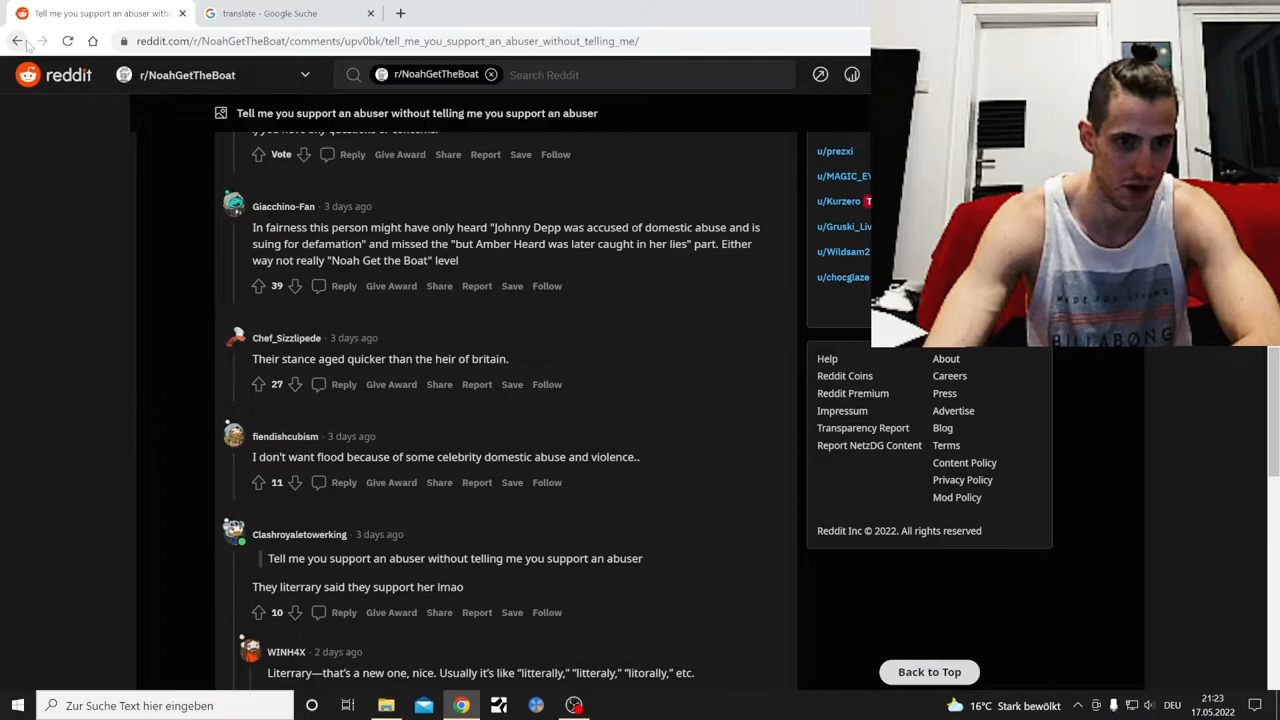 Tell me you support an abuser witho
translate - Google Suche
reddit
r/NoahGetTheBoat
r/NoahGetTheBoat
Search Reddit
Tell me you support an abuser without telling me you support an abuser
Reply Give Award Share Report Save Follow
Giacchino-Fan · 3 days ago
In fairness this person might have only heard "Johnny Depp was accused of domestic abuse and is
suing for defamation" and missed the "but Amber Heard was later caught in her lies" part. Either
way not really "Noah Get the Boat" level
39 Reply Give Award Share Report Save Follow
Chef_Sizzlipede · 3 days ago
Their stance aged quicker than the heir of britain.
27 Reply Give Award Share Report Save Follow
fiendishcubism · 3 days ago
I don't want flood because of some celebrity domestic abuse and violence..
11 Reply Give Award Share Report Save Follow
3 days ago
Tell me you support an abuser without telling me you support an abuser
They literrary said they support her lmao
10 Reply Give Award Share Report Save Follow
WINH4X · 2 days ago
Literrary—that's a new one, nice. Usually it's like "litterally," "litteraly," "litorally," etc.
u/prezxi
u/MAGIC_EY
u/Kurzero T
u/Gruski_Liv
u/Wildsam2
u/chocglaze
Help About
Reddit Coins Careers
Reddit Premium Press
Impressum Advertise
Transparency Report Blog
Report NetzDG Content Terms
Content Policy
Privacy Policy
Mod Policy
Reddit Inc © 2022. All rights reserved
Back to Top
BILLABONG
Zur Suche Text hier eingeben
16°C Stark bewölkt
DEU
21:23
17.05.2022